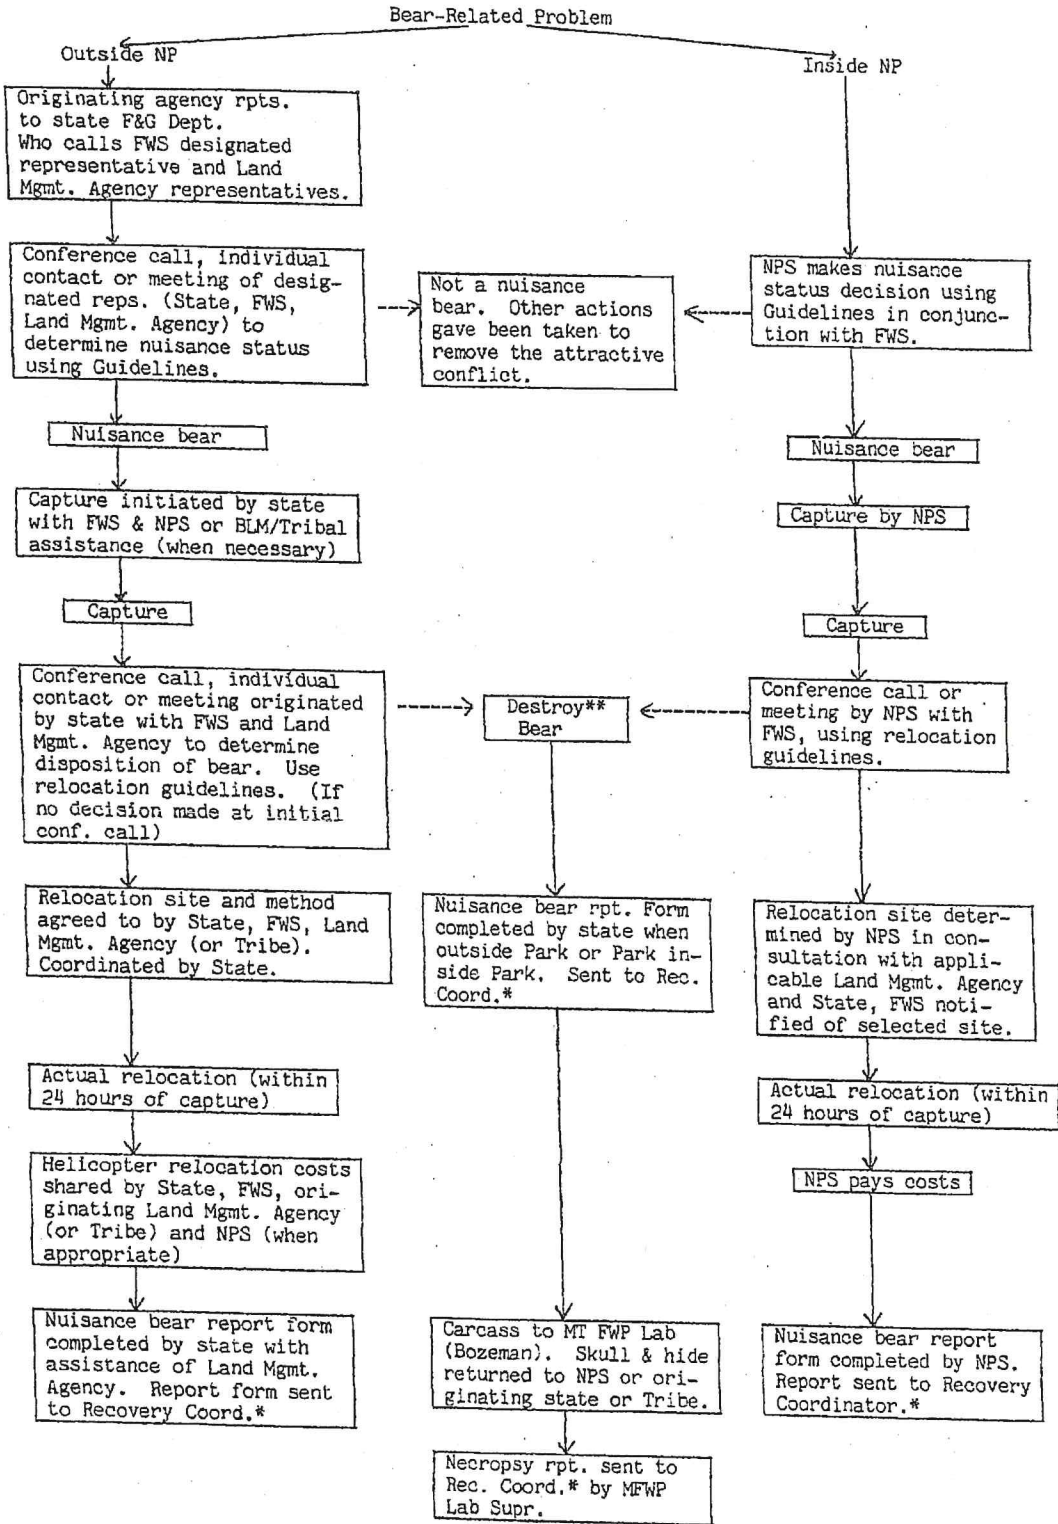 Bear-Related Problem
Outside NP
Inside NP
Originating agency rpts.
to state F&G Dept.
Who calls FWS designated
representative and Land
Mgmt. Agency representatives.
Conference call, individual
contact or meeting of desig-
nated reps. (State, FWS,
Land Mgmt. Agency) to
determine nuisance status
using Guidelines.
Not a nuisance
bear. Other actions
gave been taken to
remove the attractive
conflict.
NPS makes nuisance
status decision using
Guidelines in conjunc-
tion with FWS.
Nuisance bear
Nuisance bear
Capture initiated by state
with FWS & NPS or BLM/Tribal
assistance (when necessary)
Capture by NPS
Capture
Capture
Conference call, individual
contact or meeting originated
by state with FWS and Land
Mgmt. Agency to determine
disposition of bear. Use
relocation guidelines. (If
no decision made at initial
conf. call)
Destroy**
Bear
Conference call or
meeting by NPS with
FWS, using relocation
guidelines.
Relocation site and method
agreed to by State, FWS, Land
Mgmt. Agency (or Tribe).
Coordinated by State.
Nuisance bear rpt. Form
completed by state when
outside Park or Park in-
side Park. Sent to Rec.
Coord.*
Relocation site deter-
mined by NPS in con-
sultation with appli-
cable Land Mgmt. Agency
and State, FWS noti-
fied of selected site.
Actual relocation (within
24 hours of capture)
Actual relocation (within
24 hours of capture)
Helicopter relocation costs
shared by State, FWS, ori-
ginating Land Mgmt. Agency
(or Tribe) and NPS (when
appropriate)
NPS pays costs
Nuisance bear report form
completed by state with
assistance of Land Mgmt.
Agency. Report form sent
to Recovery Coord.*
Carcass to MT FWP Lab
(Bozeman). Skull & hide
returned to NPS or ori-
ginating state or Tribe.
Nuisance bear report
form completed by NPS.
Report sent to Recovery
Coordinator.*
Necropsy rpt. sent to
Rec. Coord.* by MFWP
Lab Supr.